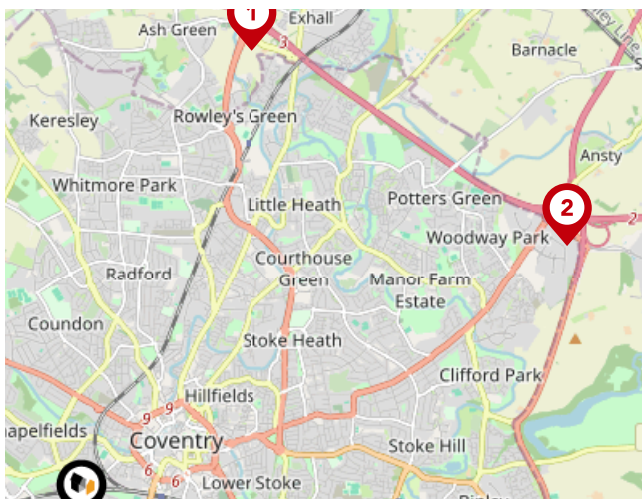 1
Exhall
Ash Green
3
Barnacle
Keresley
Rowley's Green
Ansty
Whitmore Park
Little Heath
Potters Green
2
2
Woodway Park
Courthouse
Green
Radford
Manor Farm
Estate
Coundon
Stoke Heath
Clifford Park
Hillfields
9
9
Coventry
Stoke Hill
6
6
Lower Stoke